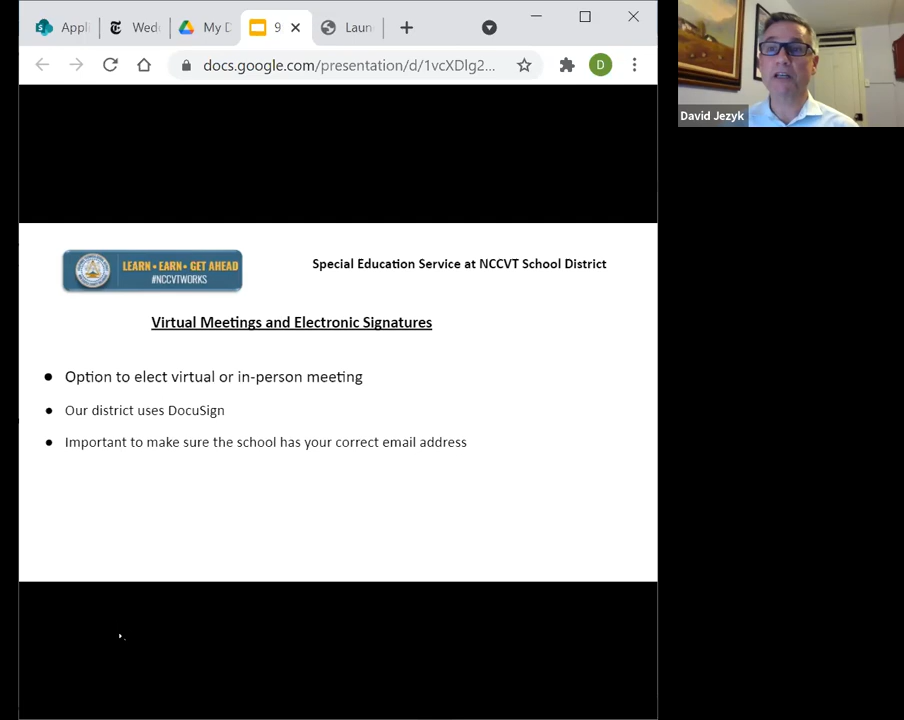 Appli
Wed
My D
9
Laun
docs.google.com/presentation/d/1vcXDlg2...
D
David Jezyk
LEARN • EARN • GET AHEAD
#NCCVTWORKS
Special Education Service at NCCVT School District
Virtual Meetings and Electronic Signatures
● Option to elect virtual or in-person meeting
● Our district uses DocuSign
● Important to make sure the school has your correct email address